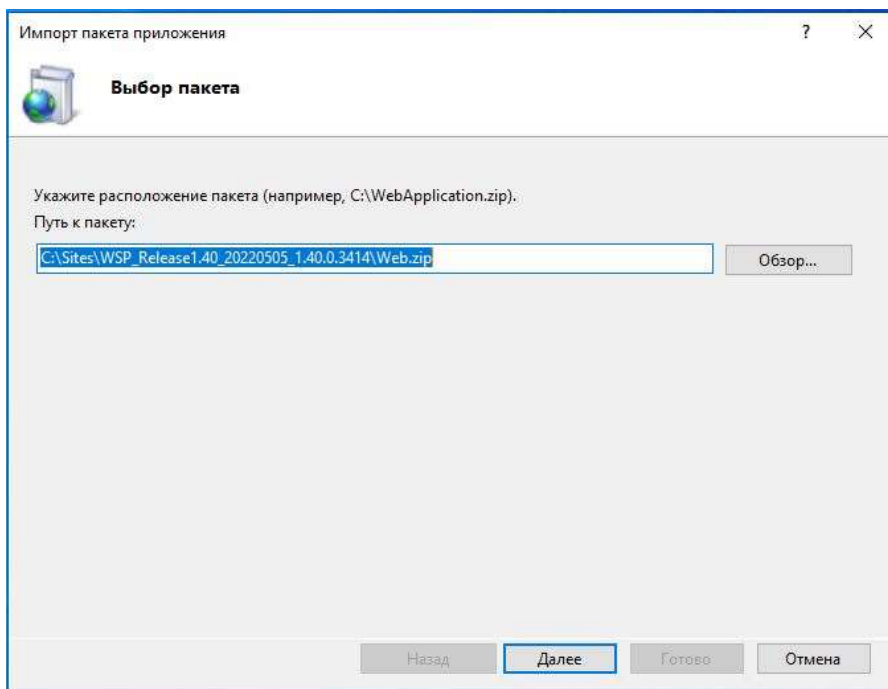 Импорт пакета приложения
?
Выбор пакета
Укажите расположение пакета (например, C:\WebApplication.zip).
Путь к пакету:
C:\Sites\WSP_Release1.40_20220505_1.40.0.3414\Web.zip
Обзор...
Назад
Далее
Готово
Отмена